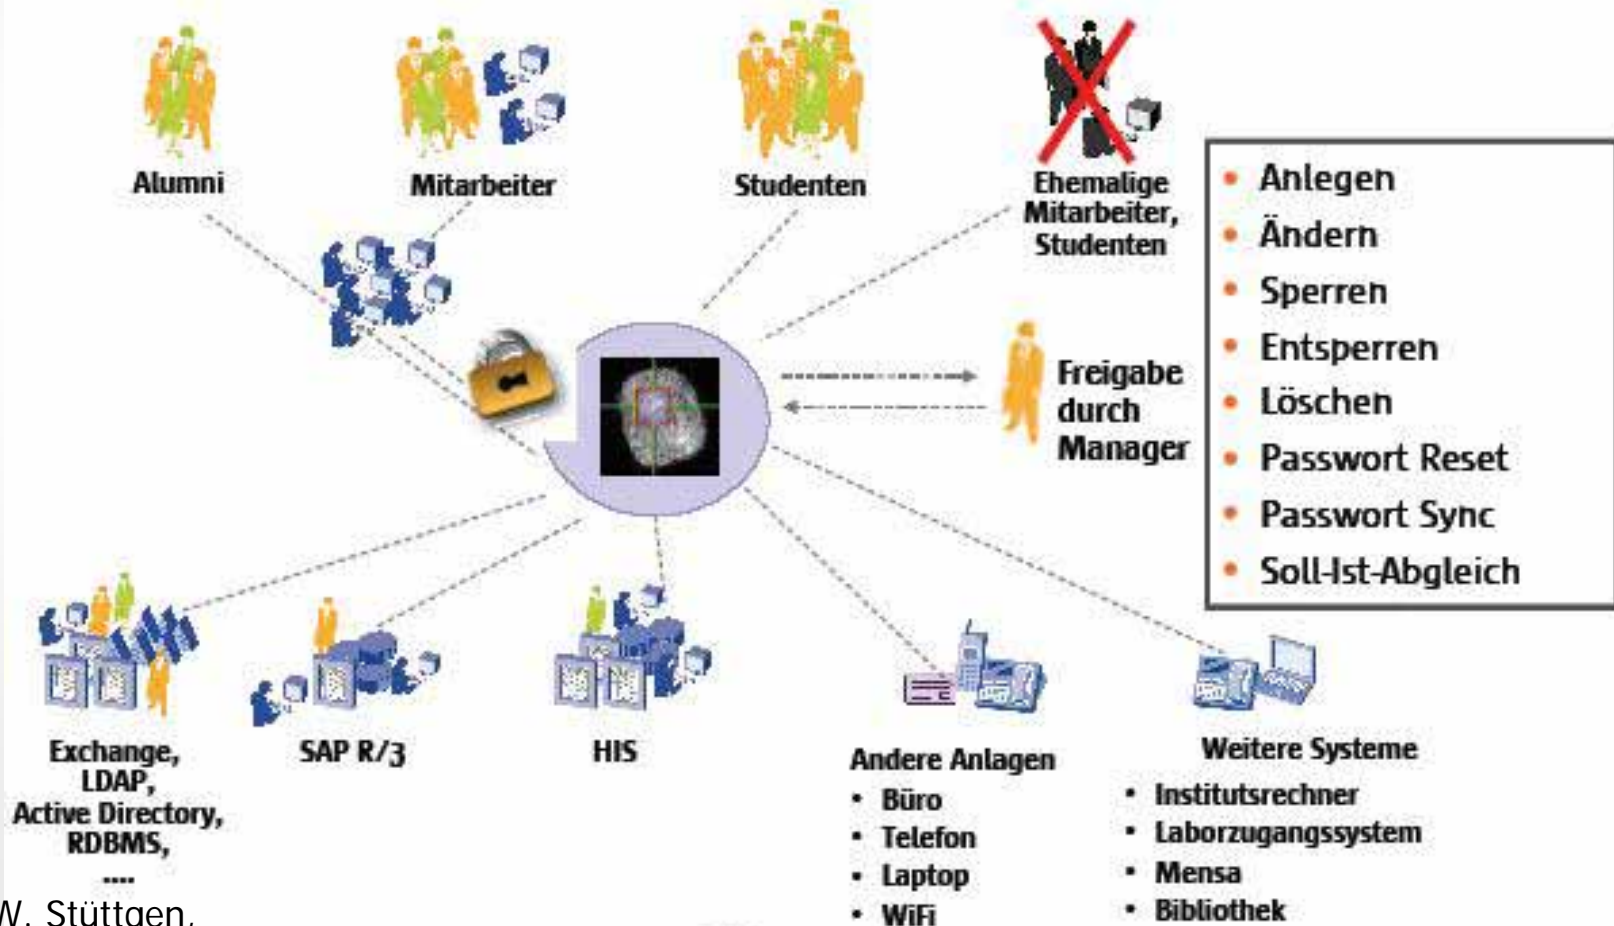 Alumni
Mitarbeiter
Studenten
Ehemalige
Mitarbeiter,
Studenten
• Anlegen
• Ändern
• Sperren
• Entsperren
• Löschen
• Passwort Reset
• Passwort Sync
• Soll-Ist-Abgleich
Freigabe
durch
Manager
Exchange,
LDAP,
Active Directory,
RDBMS,
....
SAP R/3
HIS
Andere Anlagen
• Büro
• Telefon
• Laptop
• WiFi
Weitere Systeme
• Institutsrechner
• Laborzugangssystem
• Mensa
• Bibliothek
W. Stüttgen,